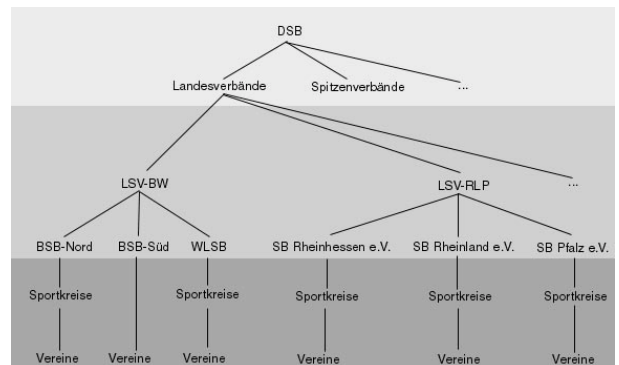 DSB
Landesverbände Spitzenverbände ...
LSV-BW LSV-RLP ...
BSB-Nord BSB-Süd WLSB SB Rheinhessen e.V. SB Rheinland e.V. SB Pfalz e.V.
Sportkreise Sportkreise Sportkreise Sportkreise Sportkreise
Vereine Vereine Vereine Vereine Vereine Vereine